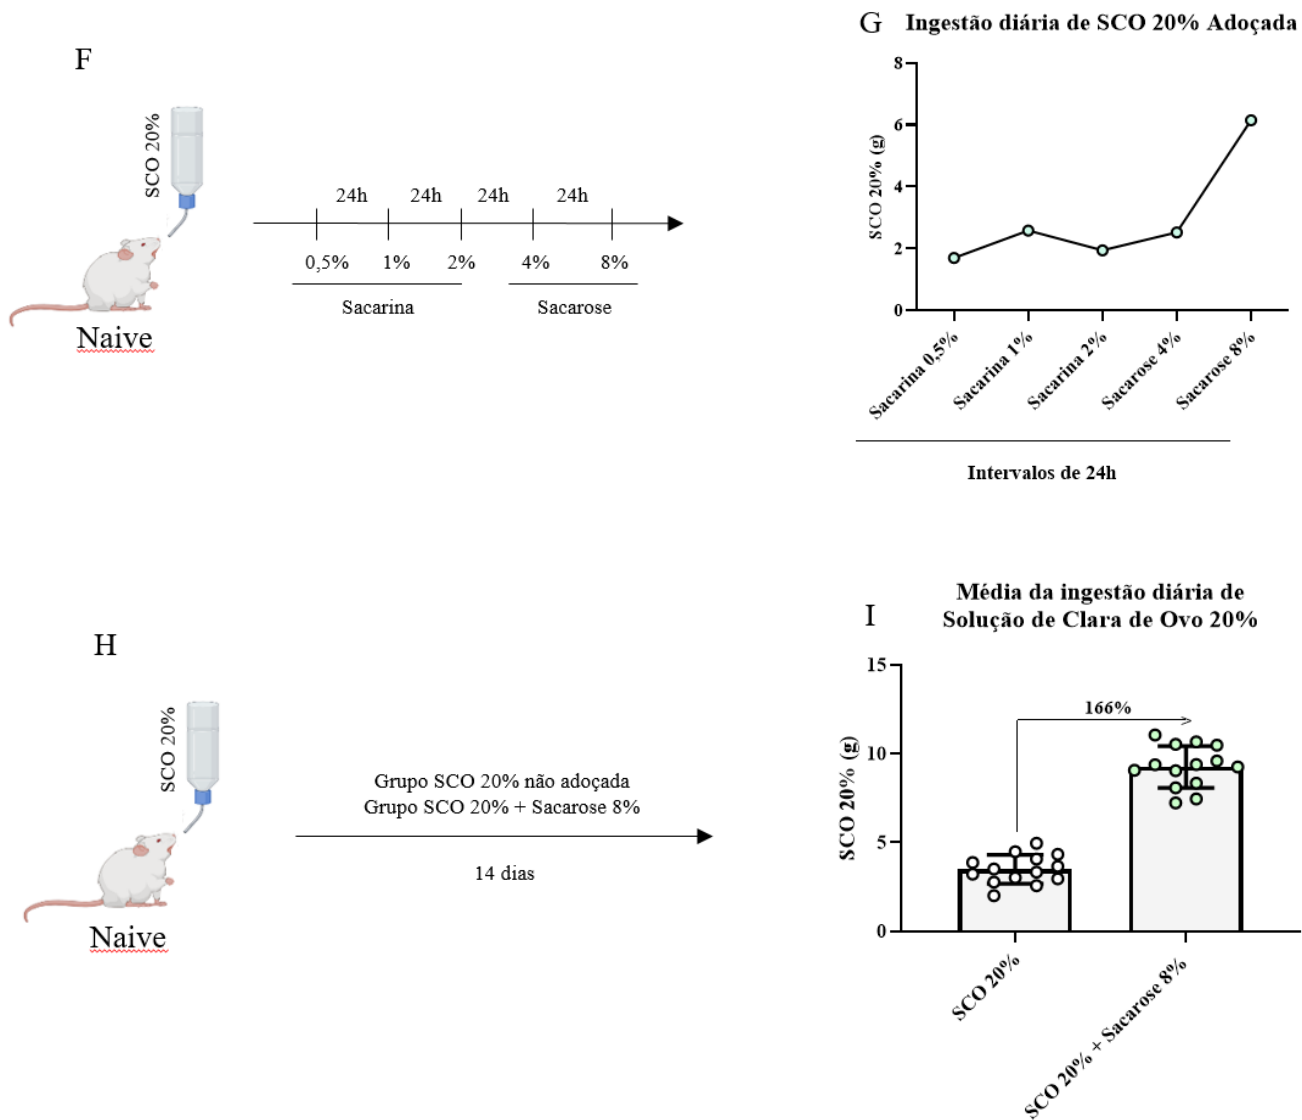 F
SCO 20%
Naive
24h 24h 24h 24h
0,5% 1% 2% 4% 8%
Sacarina Sacarose
G Ingestão diária de SCO 20% Adoçada
SCO 20% (g)
8
6
4
2
0
Sacarina 0,5%
Sacarina 1%
Sacarina 2%
Sacarose 4%
Sacarose 8%
Intervalos de 24h
H
SCO 20%
Naive
Grupo SCO 20% não adoçada
Grupo SCO 20% + Sacarose 8%
14 dias
I
Média da ingestão diária de
Solução de Clara de Ovo 20%
SCO 20% (g)
15
10
5
0
166%
SCO 20%
SCO 20% + Sacarose 8%